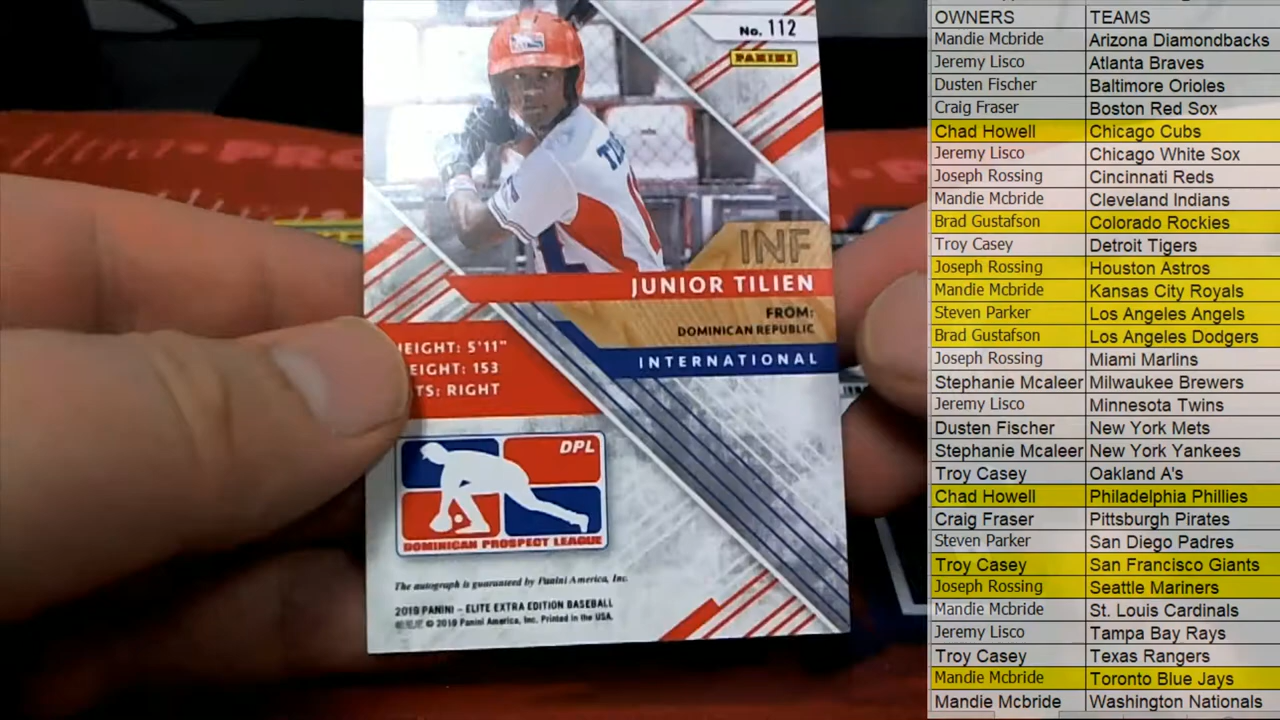 No. 112
PANINI
INF
JUNIOR TILIEN
FROM:
DOMINICAN REPUBLIC
INTERNATIONAL
HEIGHT: 5'11"
EIGHT: 153
TS: RIGHT
DPL
DOMINICAN PROSPECT LEAGUE
The autograph is guaranteed by Panini America, Inc.
2019 PANINI – ELITE EXTRA EDITION BASEBALL
© 2019 Panini America, Inc. Printed in the USA.
OWNERS TEAMS
Mandie Mcbride Arizona Diamondbacks
Jeremy Lisco Atlanta Braves
Dusten Fischer Baltimore Orioles
Craig Fraser Boston Red Sox
Chad Howell Chicago Cubs
Jeremy Lisco Chicago White Sox
Joseph Rossing Cincinnati Reds
Mandie Mcbride Cleveland Indians
Brad Gustafson Colorado Rockies
Troy Casey Detroit Tigers
Joseph Rossing Houston Astros
Mandie Mcbride Kansas City Royals
Steven Parker Los Angeles Angels
Brad Gustafson Los Angeles Dodgers
Joseph Rossing Miami Marlins
Stephanie Mcaleer Milwaukee Brewers
Jeremy Lisco Minnesota Twins
Dusten Fischer New York Mets
Stephanie Mcaleer New York Yankees
Troy Casey Oakland A's
Chad Howell Philadelphia Phillies
Craig Fraser Pittsburgh Pirates
Steven Parker San Diego Padres
Troy Casey San Francisco Giants
Joseph Rossing Seattle Mariners
Mandie Mcbride St. Louis Cardinals
Jeremy Lisco Tampa Bay Rays
Troy Casey Texas Rangers
Mandie Mcbride Toronto Blue Jays
Mandie Mcbride Washington Nationals